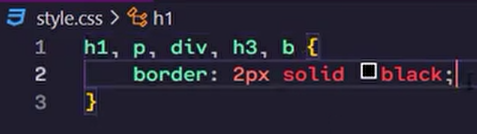 style.css > h1
1 h1, p, div, h3, b {
2 border: 2px solid black;
3 }